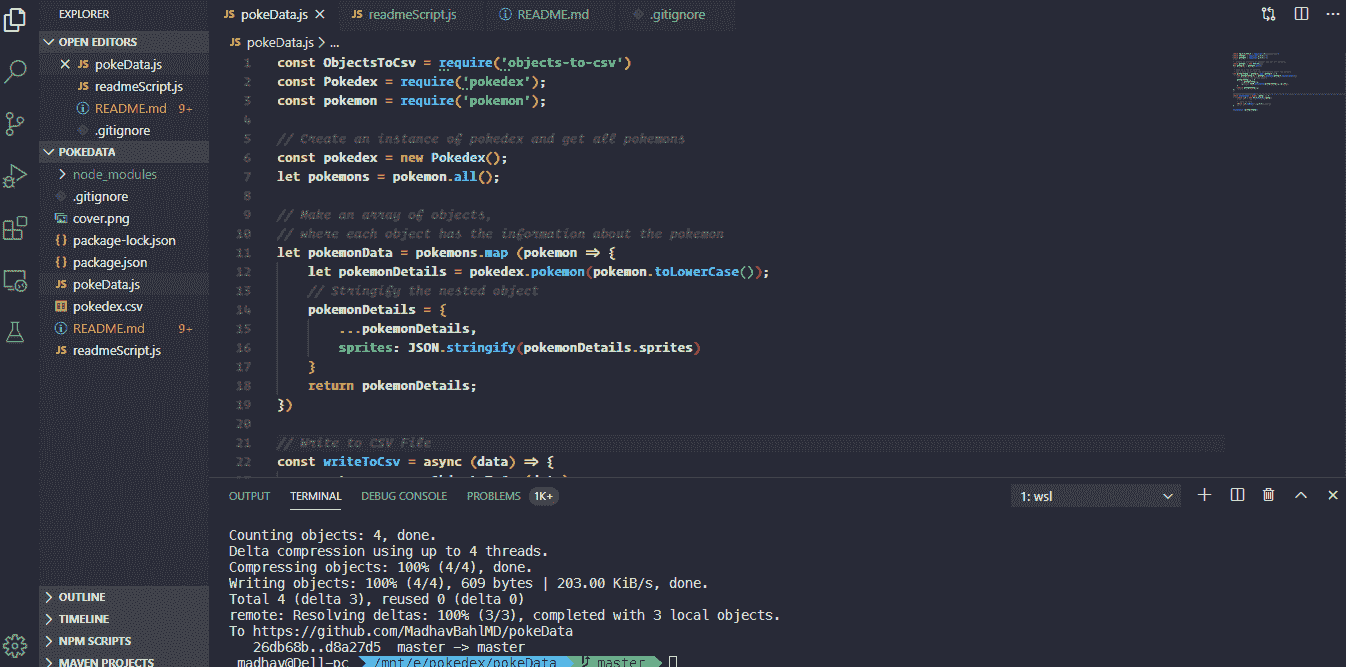 EXPLORER
OPEN EDITORS
JS pokeData.js
JS readmeScript.js
README.md 9+
.gitignore
POKEDATA
node_modules
.gitignore
cover.png
{} package-lock.json
{} package.json
JS pokeData.js
pokedex.csv
README.md 9+
JS readmeScript.js
OUTLINE
TIMELINE
NPM SCRIPTS
MAVEN PROJECTS
JS pokeData.js JS readmeScript.js README.md .gitignore
JS pokeData.js > ...
1 const ObjectsToCsv = require('objects-to-csv')
2 const Pokedex = require('pokedex');
3 const pokemon = require('pokemon');
4
5 // Create an instance of pokedex and get all pokemons
6 const pokedex = new Pokedex();
7 let pokemons = pokemon.all();
8
9 // Make an array of objects,
10 // where each object has the information about the pokemon
11 let pokemonData = pokemons.map (pokemon => {
12 let pokemonDetails = pokedex.pokemon(pokemon.toLowerCase());
13 // Stringify the nested object
14 pokemonDetails = {
15 ...pokemonDetails,
16 sprites: JSON.stringify(pokemonDetails.sprites)
17 }
18 return pokemonDetails;
19 })
20
21 // Write to CSV File
22 const writeToCsv = async (data) => {
OUTPUT TERMINAL DEBUG CONSOLE PROBLEMS 1K+ 1: wsl
Counting objects: 4, done.
Delta compression using up to 4 threads.
Compressing objects: 100% (4/4), done.
Writing objects: 100% (4/4), 609 bytes | 203.00 KiB/s, done.
Total 4 (delta 3), reused 0 (delta 0)
remote: Resolving deltas: 100% (3/3), completed with 3 local objects.
To https://github.com/MadhavBahlMD/pokeData
26db68b..d8a27d5 master -> master
madhav@Dell-pc /mnt/e/pokedex/pokeData master